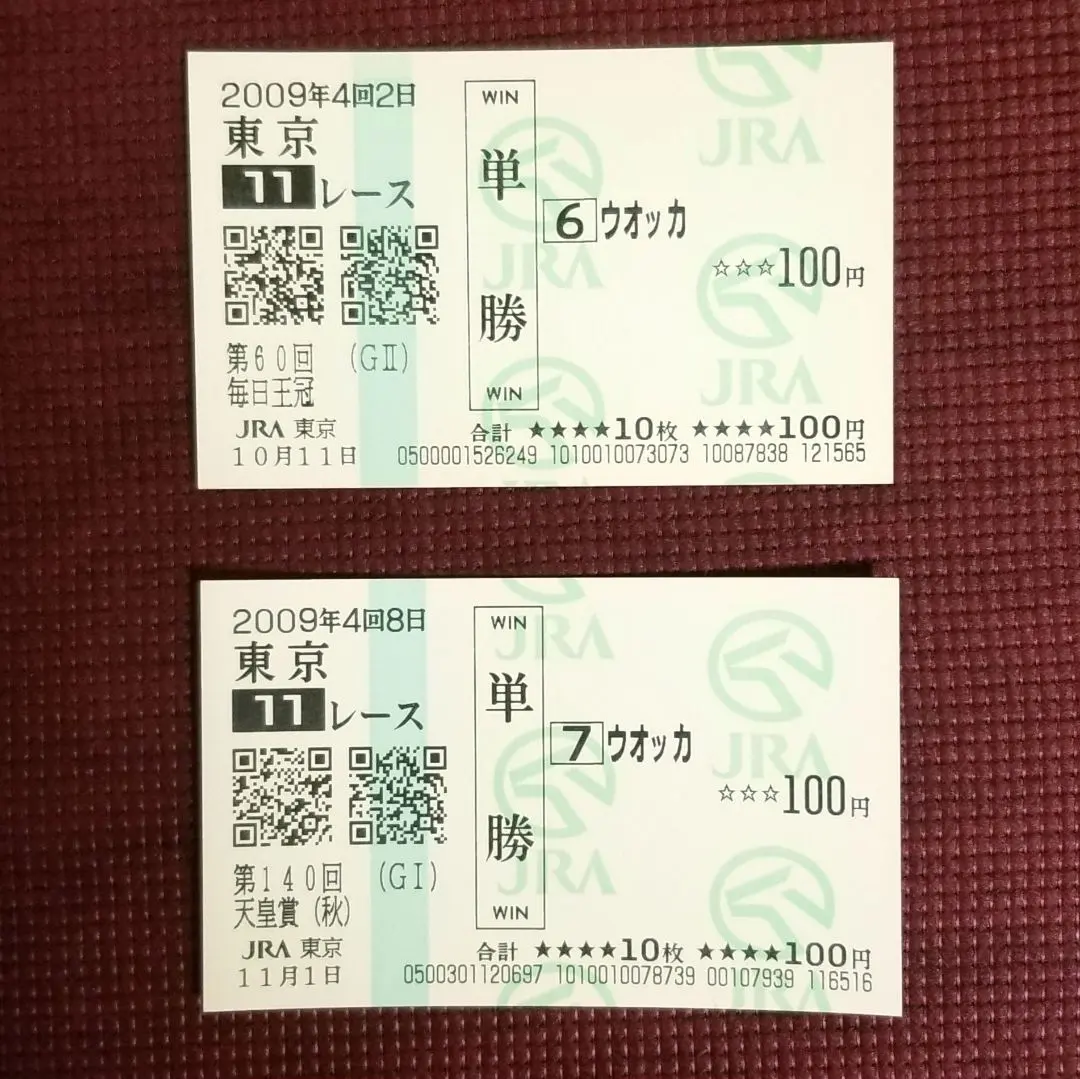 2009年4回2日
東京
11レース
第60回 (GⅡ)
毎日王冠
JRA 東京
10月11日
WIN
単勝
WIN
6 ウオッカ
☆☆☆100円
合計 ★★★★10枚 ★★★★100円
0500001526249 1010010073073 10087838 121565
JRA
JRA
JRA
2009年4回8日
東京
11レース
第140回 (GⅠ)
天皇賞(秋)
JRA 東京
11月1日
WIN
単勝
WIN
7 ウオッカ
☆☆☆100円
合計 ★★★★10枚 ★★★★100円
0500301120697 1010010078739 00107939 116516
JRA
JRA
JRA